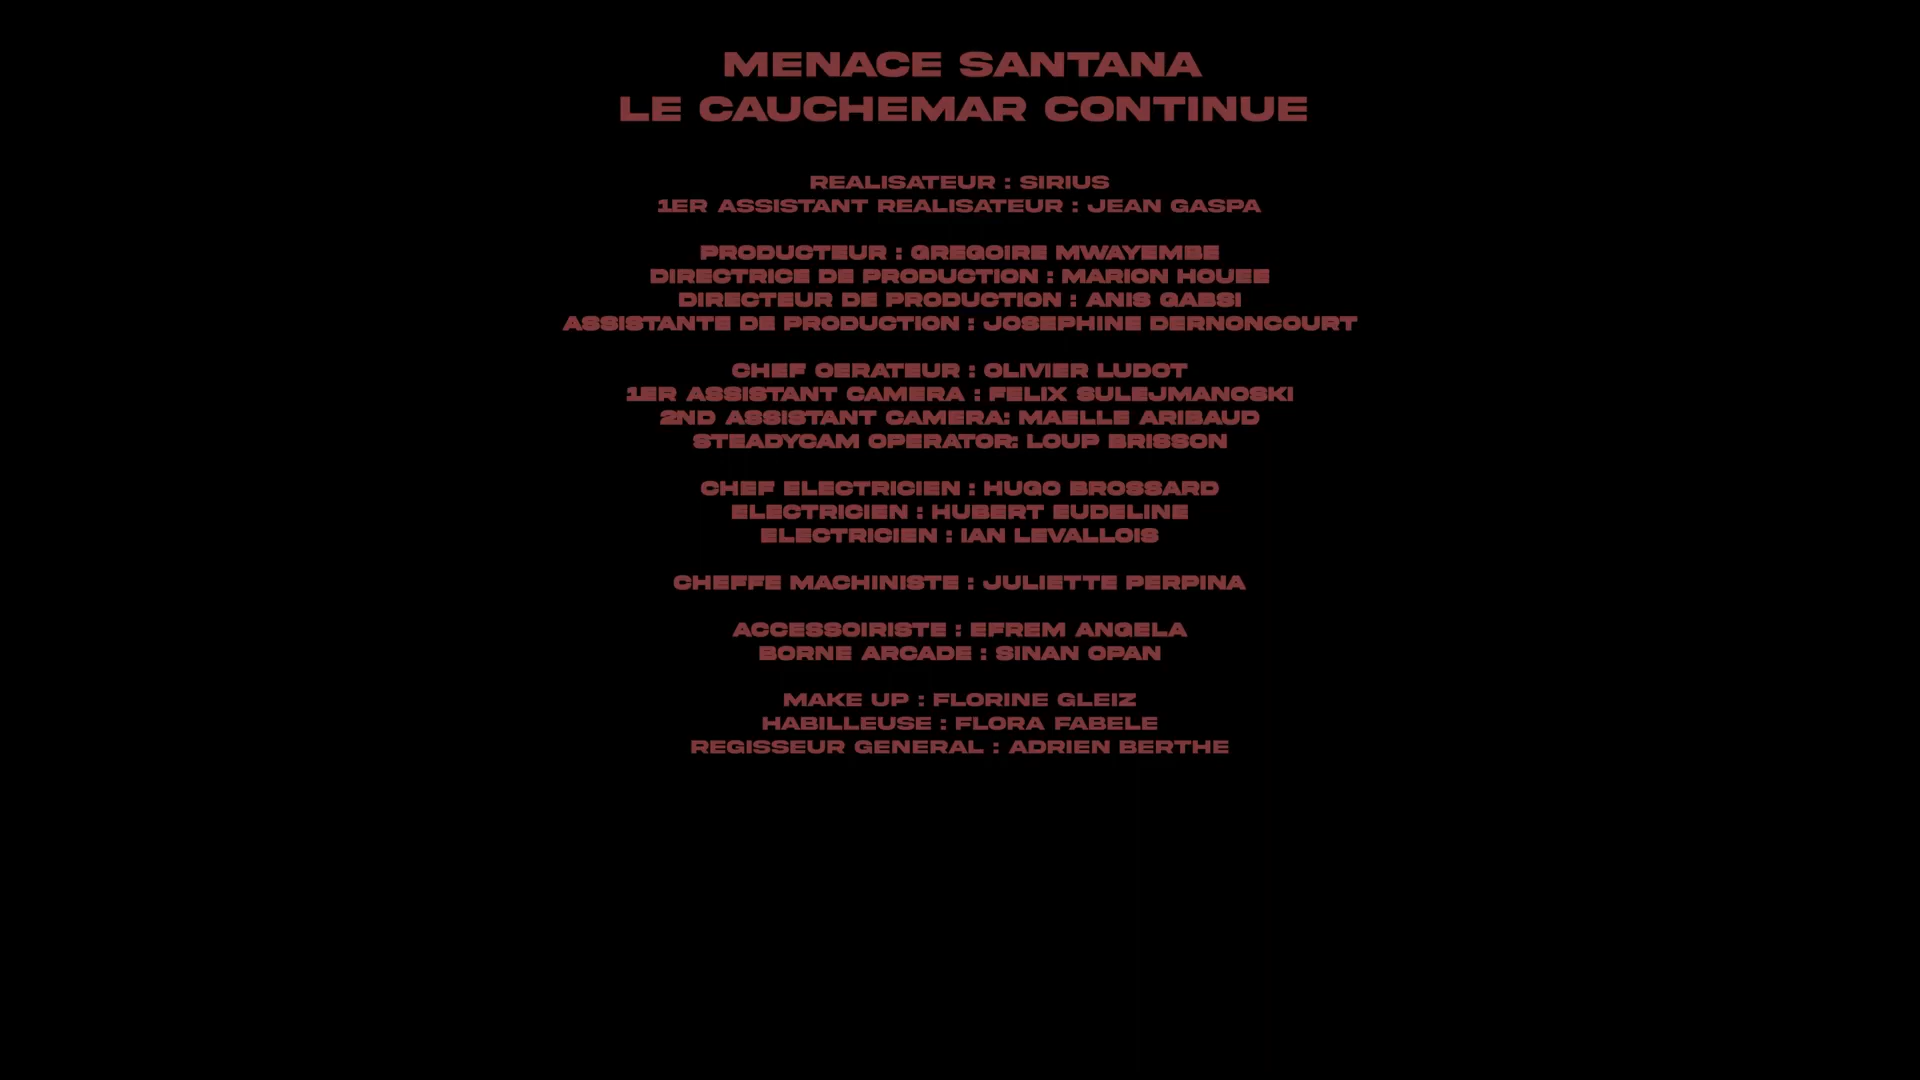 MENACE SANTANA
LE CAUCHEMAR CONTINUE
REALISATEUR : SIRIUS
1ER ASSISTANT REALISATEUR : JEAN GASPA
PRODUCTEUR : GREGOIRE MWAYEMBE
DIRECTRICE DE PRODUCTION : MARION HOUEE
DIRECTEUR DE PRODUCTION : ANIS GABSI
ASSISTANTE DE PRODUCTION : JOSEPHINE DERNONCOURT
CHEF OERATEUR : OLIVIER LUDOT
1ER ASSISTANT CAMERA : FELIX SULEJMANOSKI
2ND ASSISTANT CAMERA: MAELLE ARIBAUD
STEADYCAM OPERATOR: LOUP BRISSON
CHEF ELECTRICIEN : HUGO BROSSARD
ELECTRICIEN : HUBERT EUDELINE
ELECTRICIEN : IAN LEVALLOIS
CHEFFE MACHINISTE : JULIETTE PERPINA
ACCESSOIRISTE : EFREM ANGELA
BORNE ARCADE : SINAN OPAN
MAKE UP : FLORINE GLEIZ
HABILLEUSE : FLORA FABELE
REGISSEUR GENERAL : ADRIEN BERTHE